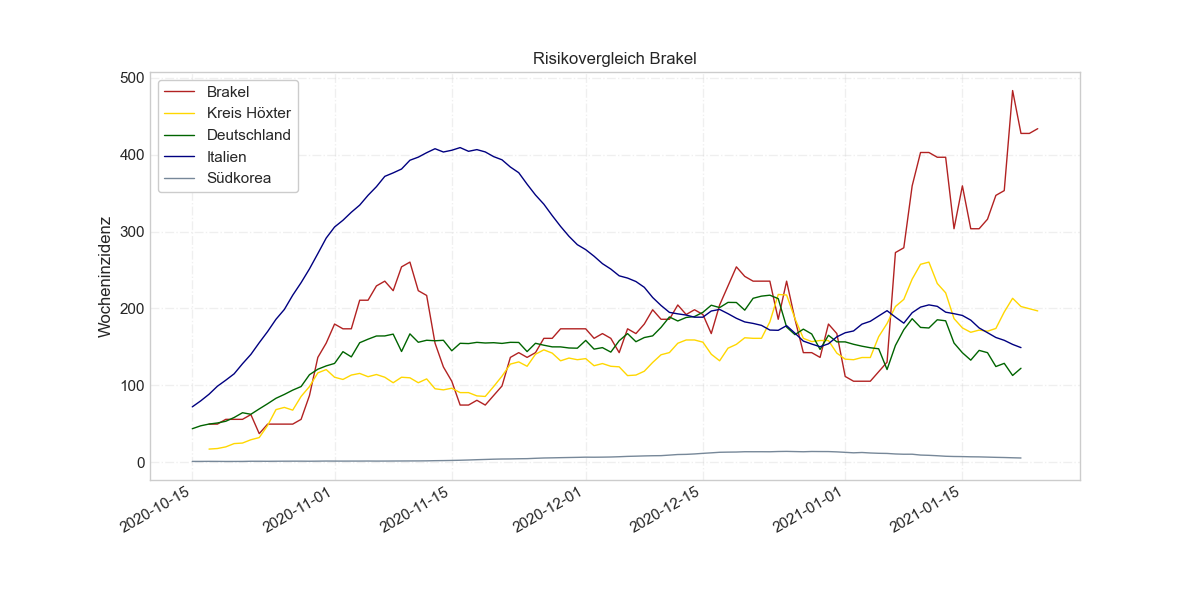 Risikovergleich Brakel
Wocheninzidenz
500
400
300
200
100
0
Brakel
Kreis Höxter
Deutschland
Italien
Südkorea
2020-10-15
2020-11-01
2020-11-15
2020-12-01
2020-12-15
2021-01-01
2021-01-15